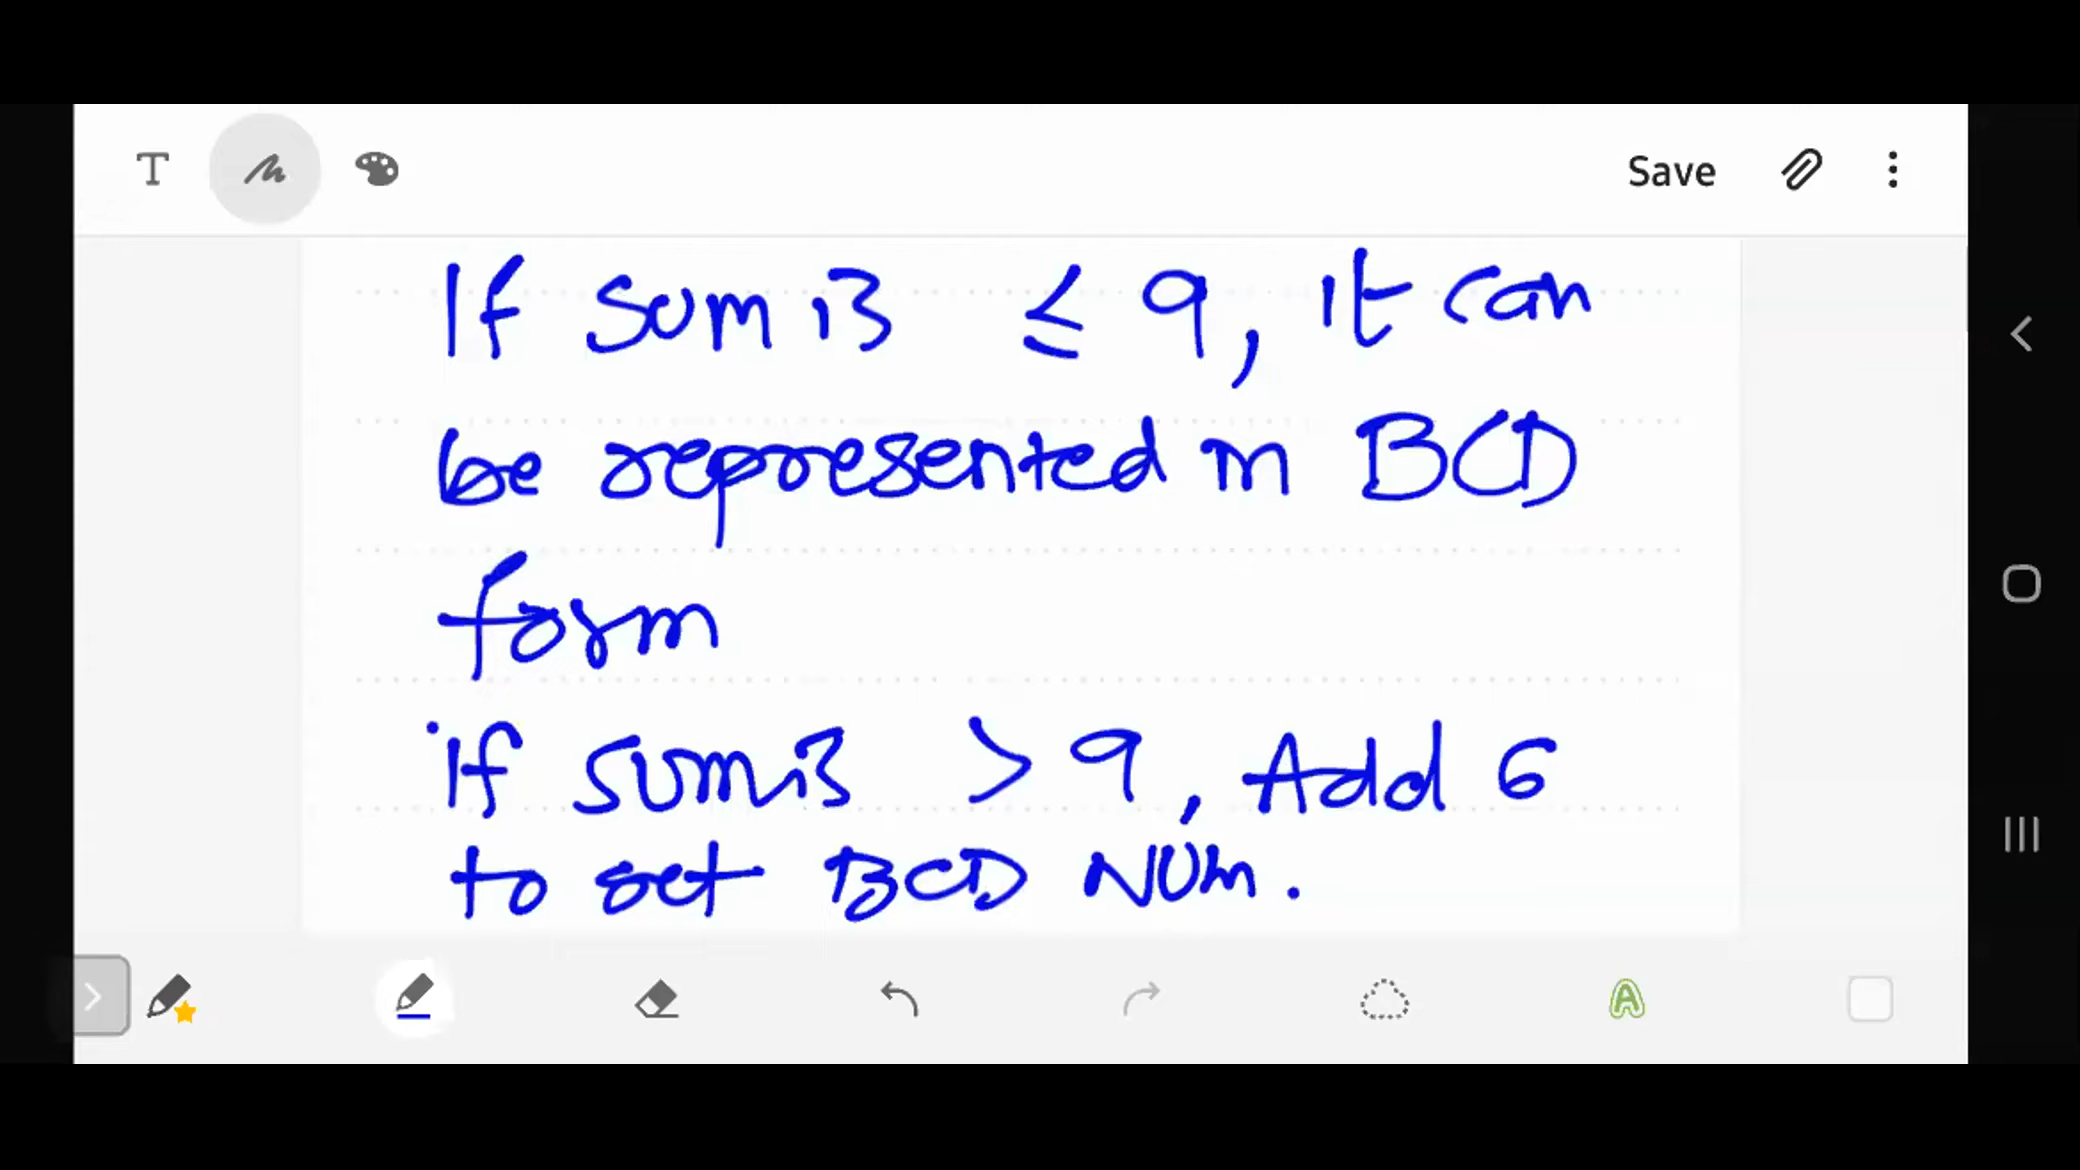 T Save
If sum is ≤ 9, it can
be represented in BCD
form
if sum is > 9, Add 6
to get BCD NUM.
A